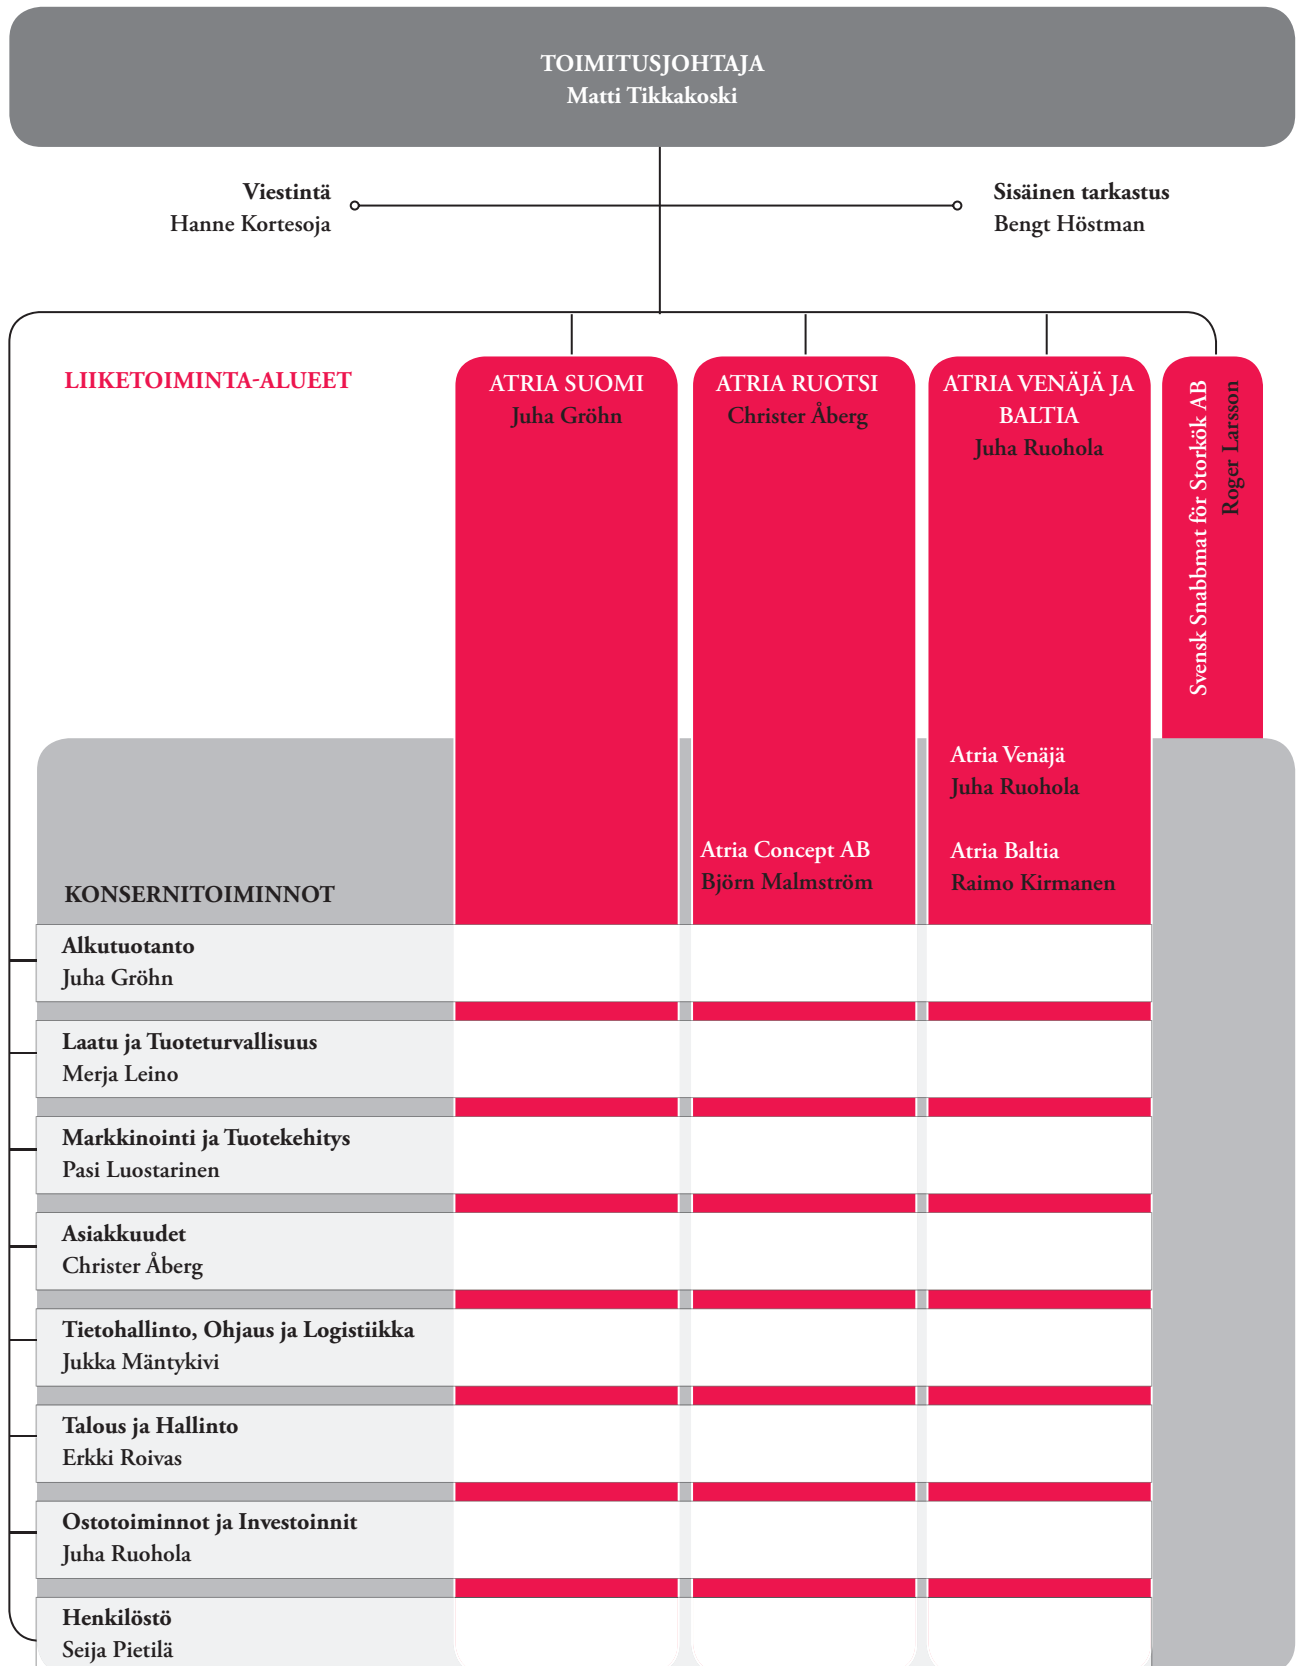 TOIMITUSJOHTAJA
Matti Tikkakoski
Viestintä
Hanne Kortesoja
Sisäinen tarkastus
Bengt Höstman
LIIKETOIMINTA-ALUEET
ATRIA SUOMI
Juha Gröhn
ATRIA RUOTSI
Christer Åberg
ATRIA VENÄJÄ JA
BALTIA
Juha Ruohola
Svensk Snabbmat för Storkök AB
Roger Larsson
Atria Concept AB
Björn Malmström
Atria Venäjä
Juha Ruohola
Atria Baltia
Raimo Kirmanen
KONSERNITOIMINNOT
Alkutuotanto
Juha Gröhn
Laatu ja Tuoteturvallisuus
Merja Leino
Markkinointi ja Tuotekehitys
Pasi Luostarinen
Asiakkuudet
Christer Åberg
Tietohallinto, Ohjaus ja Logistiikka
Jukka Mäntykivi
Talous ja Hallinto
Erkki Roivas
Ostotoiminnot ja Investoinnit
Juha Ruohola
Henkilöstö
Seija Pietilä